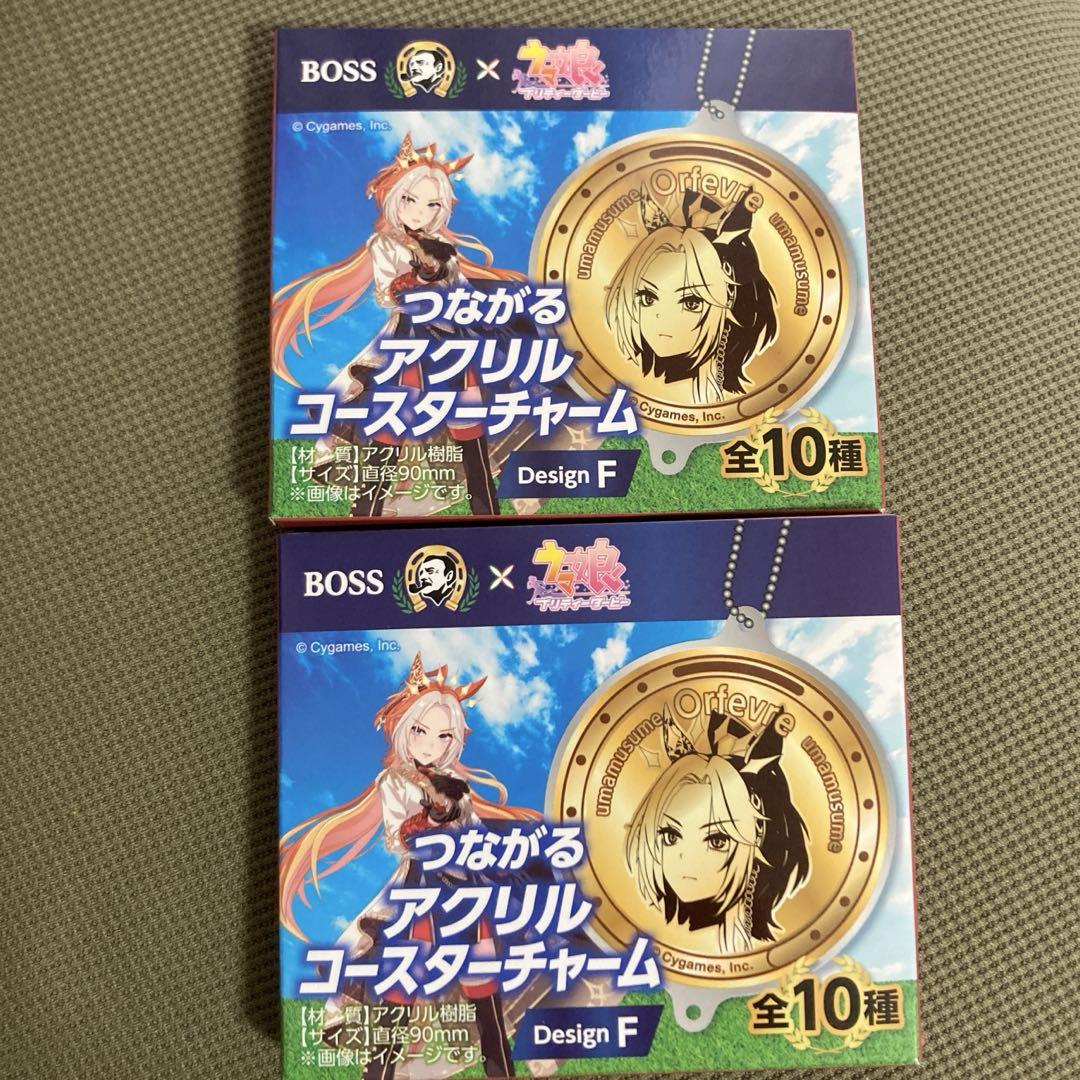 BOSS × ウマ娘
プリティーダービー
© Cygames, Inc.
Orfevre
umamusume
umamusume
つながる
アクリル
コースターチャーム
© Cygames, Inc.
全10種
【材 質】アクリル樹脂
【サイズ】直径90mm
※画像はイメージです。
Design F
BOSS × ウマ娘
プリティーダービー
© Cygames, Inc.
Orfevre
umamusume
umamusume
つながる
アクリル
コースターチャーム
© Cygames, Inc.
全10種
【材 質】アクリル樹脂
【サイズ】直径90mm
※画像はイメージです。
Design F